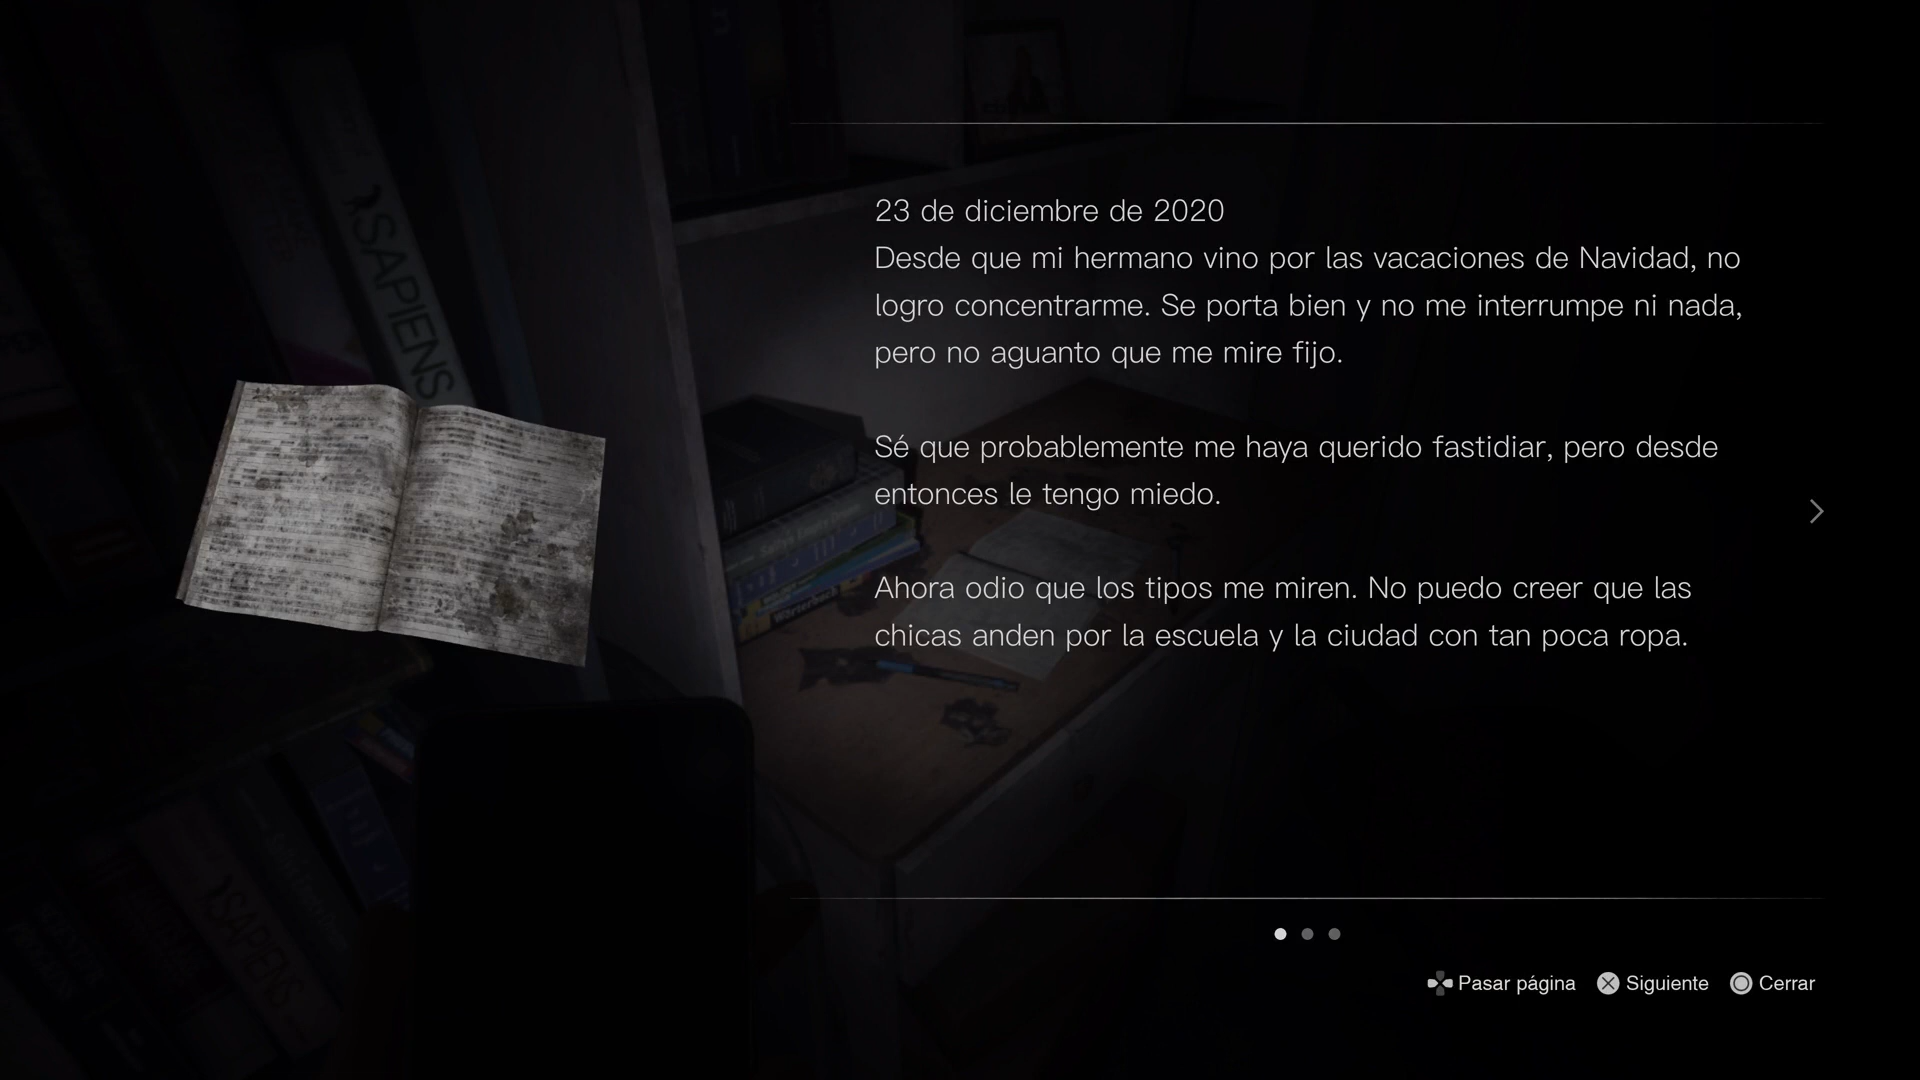 23 de diciembre de 2020
Desde que mi hermano vino por las vacaciones de Navidad, no
logro concentrarme. Se porta bien y no me interrumpe ni nada,
pero no aguanto que me mire fijo.
Sé que probablemente me haya querido fastidiar, pero desde
entonces le tengo miedo.
Ahora odio que los tipos me miren. No puedo creer que las
chicas anden por la escuela y la ciudad con tan poca ropa.
Pasar página
Siguiente
Cerrar
SAPIENS
Wörterbuch
SAPIENS